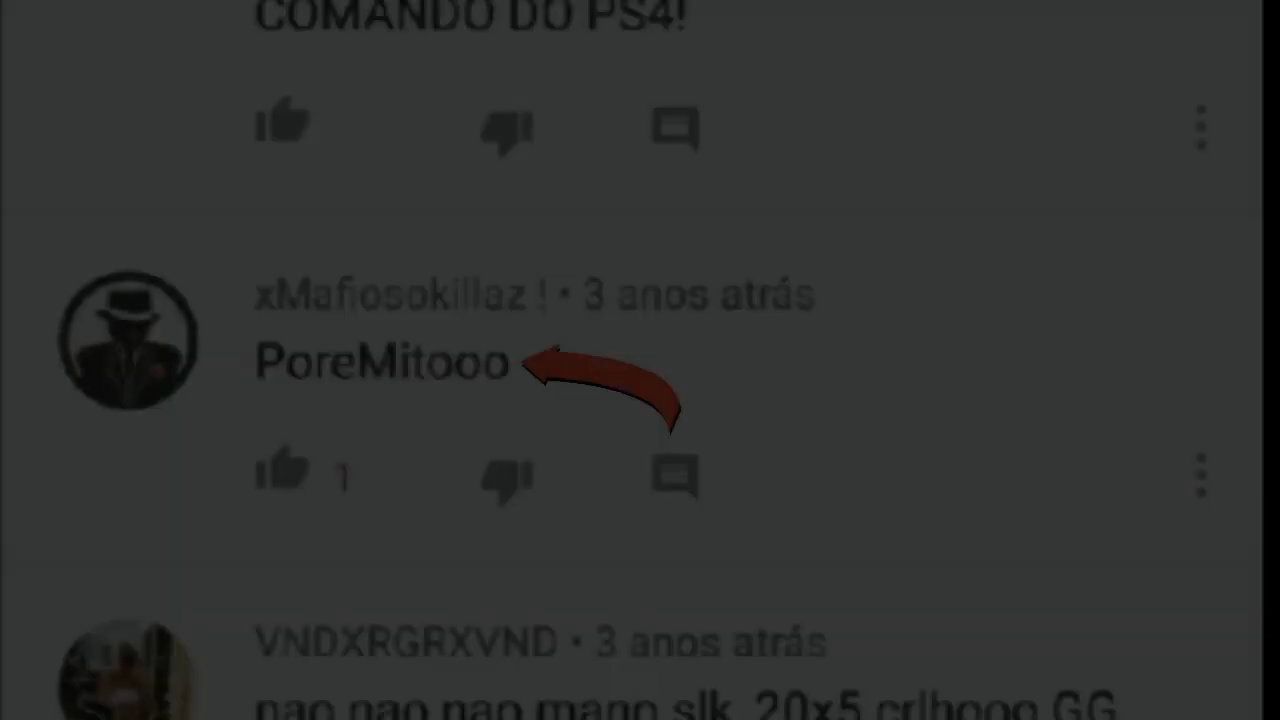 COMANDO DO PS4!
xMafiosokillaz ! • 3 anos atrás
PoreMitooo
1
VNDXRGRXVND • 3 anos atrás
nao nao nao mano slk 20x5 crlhooo GG